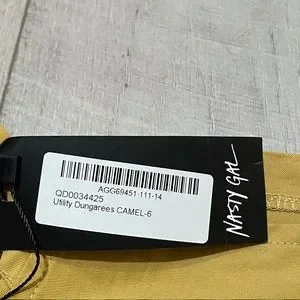 AGG69451-111-14
QD0034425
Utility Dungarees CAMEL-6
NASTY GAL